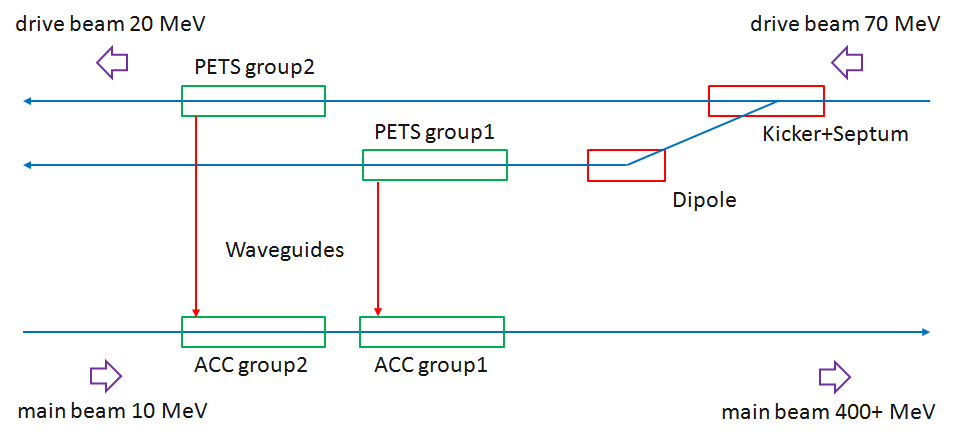 drive beam 20 MeV
drive beam 70 MeV
PETS group2
PETS group1
Kicker+Septum
Dipole
Waveguides
ACC group2
ACC group1
main beam 10 MeV
main beam 400+ MeV